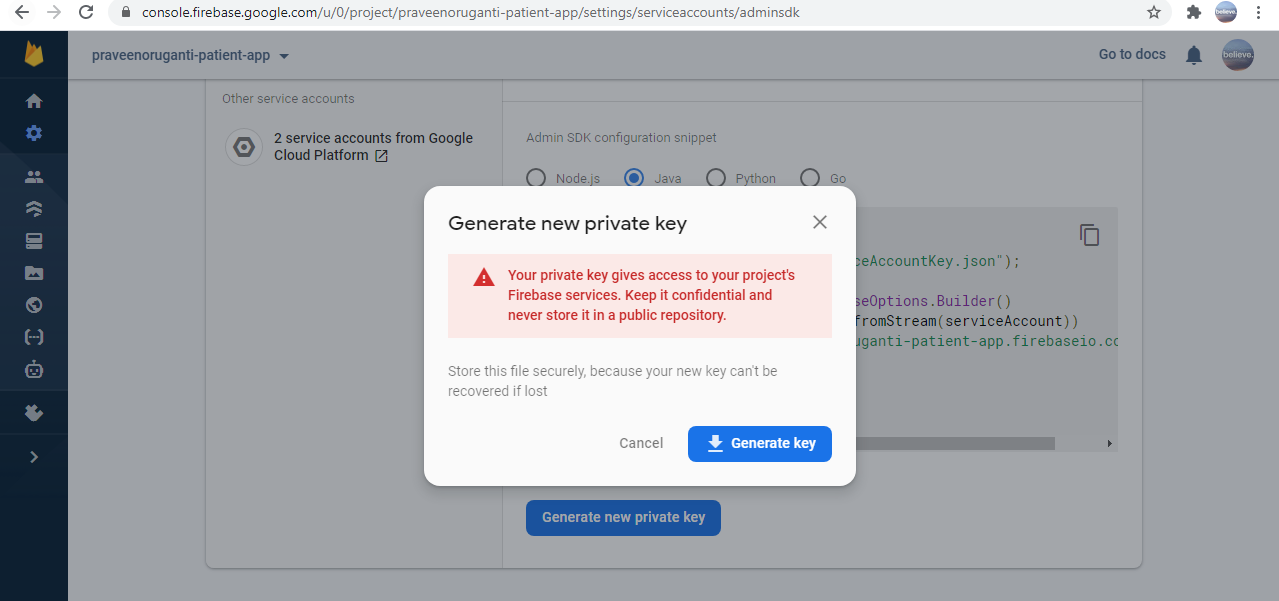 console.firebase.google.com/u/0/project/praveenoruganti-patient-app/settings/serviceaccounts/adminsdk
believe.
praveenoruganti-patient-app
Go to docs
believe.
Other service accounts
2 service accounts from Google
Cloud Platform
Admin SDK configuration snippet
Node.js
Java
Python
Go
Generate new private key
Your private key gives access to your project's
Firebase services. Keep it confidential and
never store it in a public repository.
Store this file securely, because your new key can't be
recovered if lost
Cancel
Generate key
ceAccountKey.json");
seOptions.Builder()
fromStream(serviceAccount))
uganti-patient-app.firebaseio.co
Generate new private key